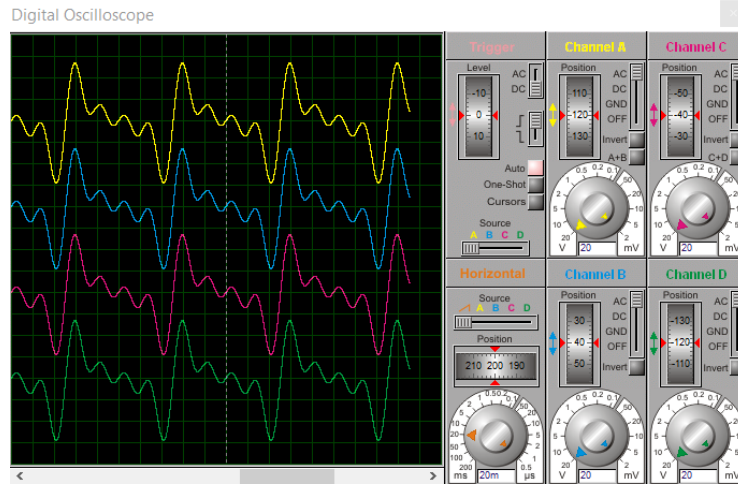 Digital Oscilloscope
Trigger
Channel A
Channel C
Level
Position
Position
AC
DC
AC
DC
GND
OFF
AC
DC
GND
OFF
-10
0
10
110
-120
130
-50
-40
-30
Invert
A+B
Invert
C+D
Auto
One-Shot
Cursors
Source
A B C D
20
V
mV
20
V
mV
Horizontal
Channel B
Channel D
Source
A B C D
Position
210 200 190
Position
AC
DC
GND
OFF
Invert
30
40
50
Position
AC
DC
GND
OFF
Invert
-130
-120
-110
ms
20m
µs
V
20
mV
V
20
mV